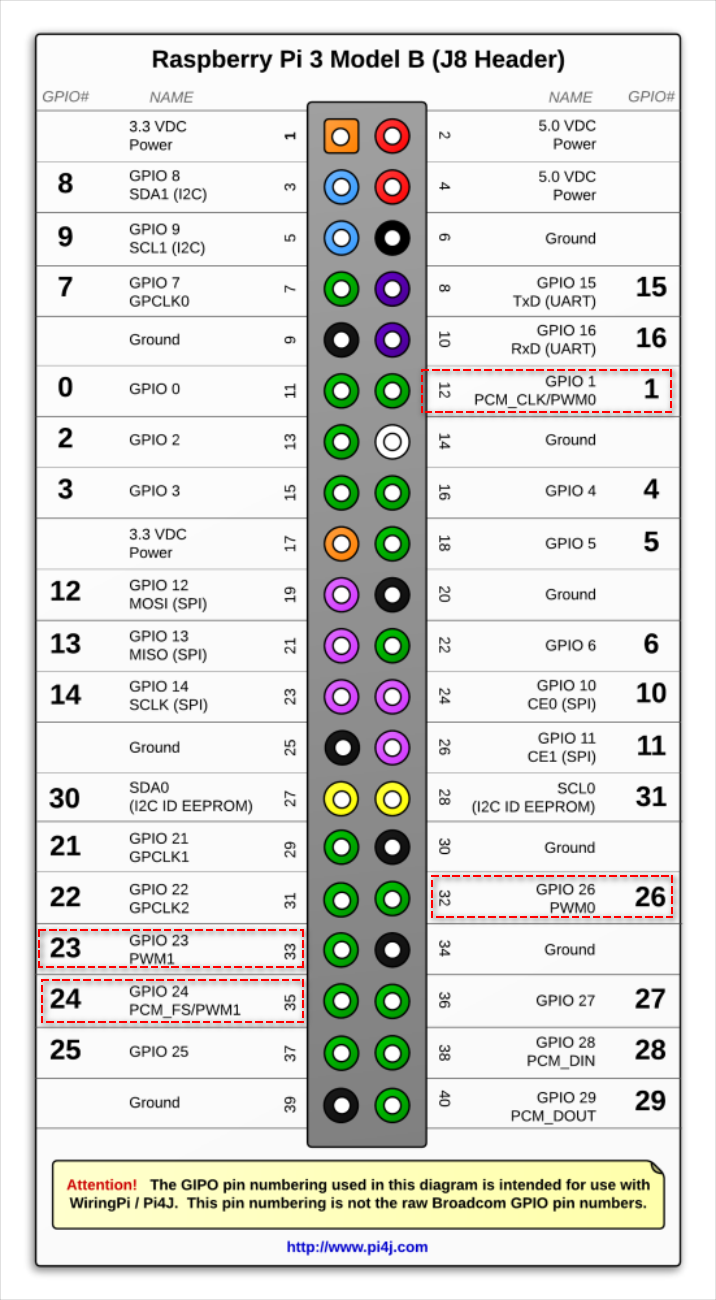 Raspberry Pi 3 Model B (J8 Header)
GPIO# NAME NAME GPIO#
3.3 VDC
Power 1 2 5.0 VDC
Power
8 GPIO 8
SDA1 (I2C) 3 4 5.0 VDC
Power
9 GPIO 9
SCL1 (I2C) 5 6 Ground
7 GPIO 7
GPCLK0 7 8 GPIO 15
TxD (UART) 15
Ground 9 10 GPIO 16
RxD (UART) 16
0 GPIO 0 11 12 GPIO 1
PCM_CLK/PWM0 1
2 GPIO 2 13 14 Ground
3 GPIO 3 15 16 GPIO 4 4
3.3 VDC
Power 17 18 GPIO 5 5
12 GPIO 12
MOSI (SPI) 19 20 Ground
13 GPIO 13
MISO (SPI) 21 22 GPIO 6 6
14 GPIO 14
SCLK (SPI) 23 24 GPIO 10
CE0 (SPI) 10
Ground 25 26 GPIO 11
CE1 (SPI) 11
30 SDA0
(I2C ID EEPROM) 27 28 SCL0
(I2C ID EEPROM) 31
21 GPIO 21
GPCLK1 29 30 Ground
22 GPIO 22
GPCLK2 31 32 GPIO 26
PWM0 26
23 GPIO 23
PWM1 33 34 Ground
24 GPIO 24
PCM_FS/PWM1 35 36 GPIO 27 27
25 GPIO 25 37 38 GPIO 28
PCM_DIN 28
Ground 39 40 GPIO 29
PCM_DOUT 29
Attention! The GIPO pin numbering used in this diagram is intended for use with
WiringPi / Pi4J. This pin numbering is not the raw Broadcom GPIO pin numbers.
http://www.pi4j.com